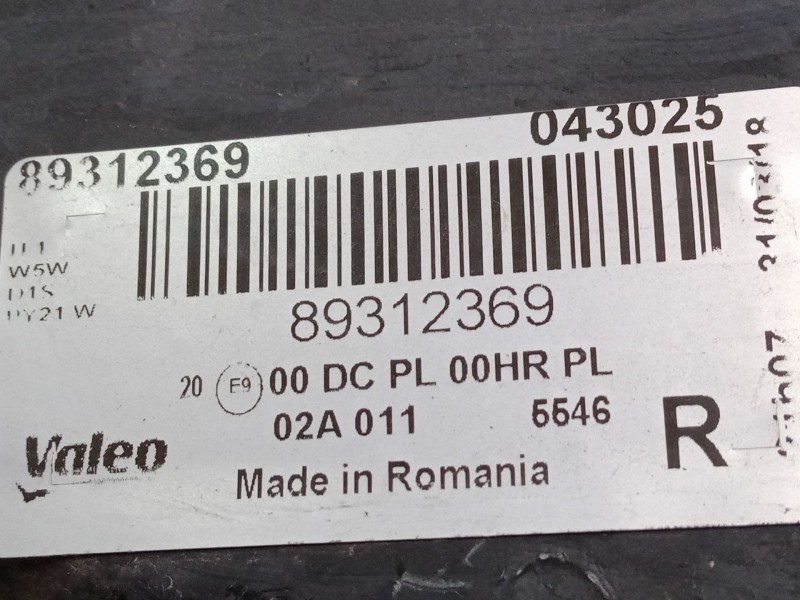 89312369
043025
H1
W5W
D1S
PY21W
89312369
20 E9 00 DC PL 00HR PL
02A 011 5546
R
Valeo
Made in Romania